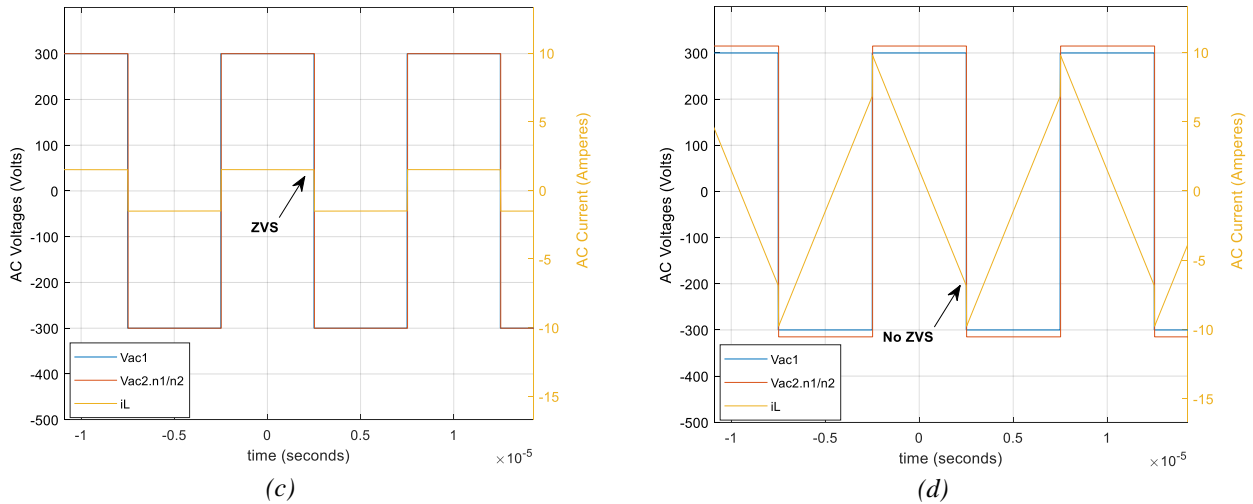 AC Voltages (Volts)
300
200
100
0
-100
-200
-300
-400
-500
10
5
0
-5
-10
-15
AC Current (Amperes)
ZVS
Vac1
Vac2.n1/n2
iL
-1
-0.5
0
0.5
1
×10⁻⁵
time (seconds)
(c)
AC Voltages (Volts)
300
200
100
0
-100
-200
-300
-400
-500
10
5
0
-5
-10
-15
AC Current (Amperes)
No ZVS
Vac1
Vac2.n1/n2
iL
-1
-0.5
0
0.5
1
×10⁻⁵
time (seconds)
(d)